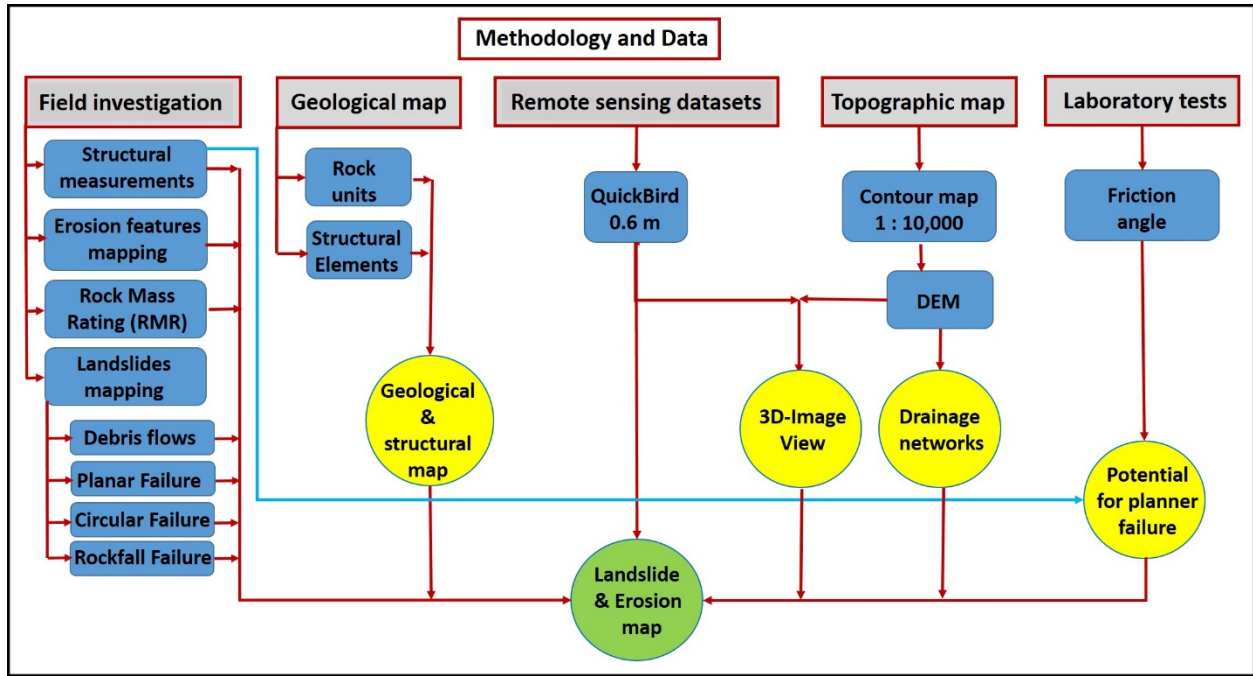 Methodology and Data
Field investigation
Structural
measurements
Erosion features
mapping
Rock Mass
Rating (RMR)
Landslides
mapping
Debris flows
Planar Failure
Circular Failure
Rockfall Failure
Geological map
Rock
units
Structural
Elements
Geological
&
structural
map
Remote sensing datasets
QuickBird
0.6 m
Topographic map
Contour map
1 : 10,000
DEM
3D-Image
View
Drainage
networks
Laboratory tests
Friction
angle
Potential
for planner
failure
Landslide
& Erosion
map